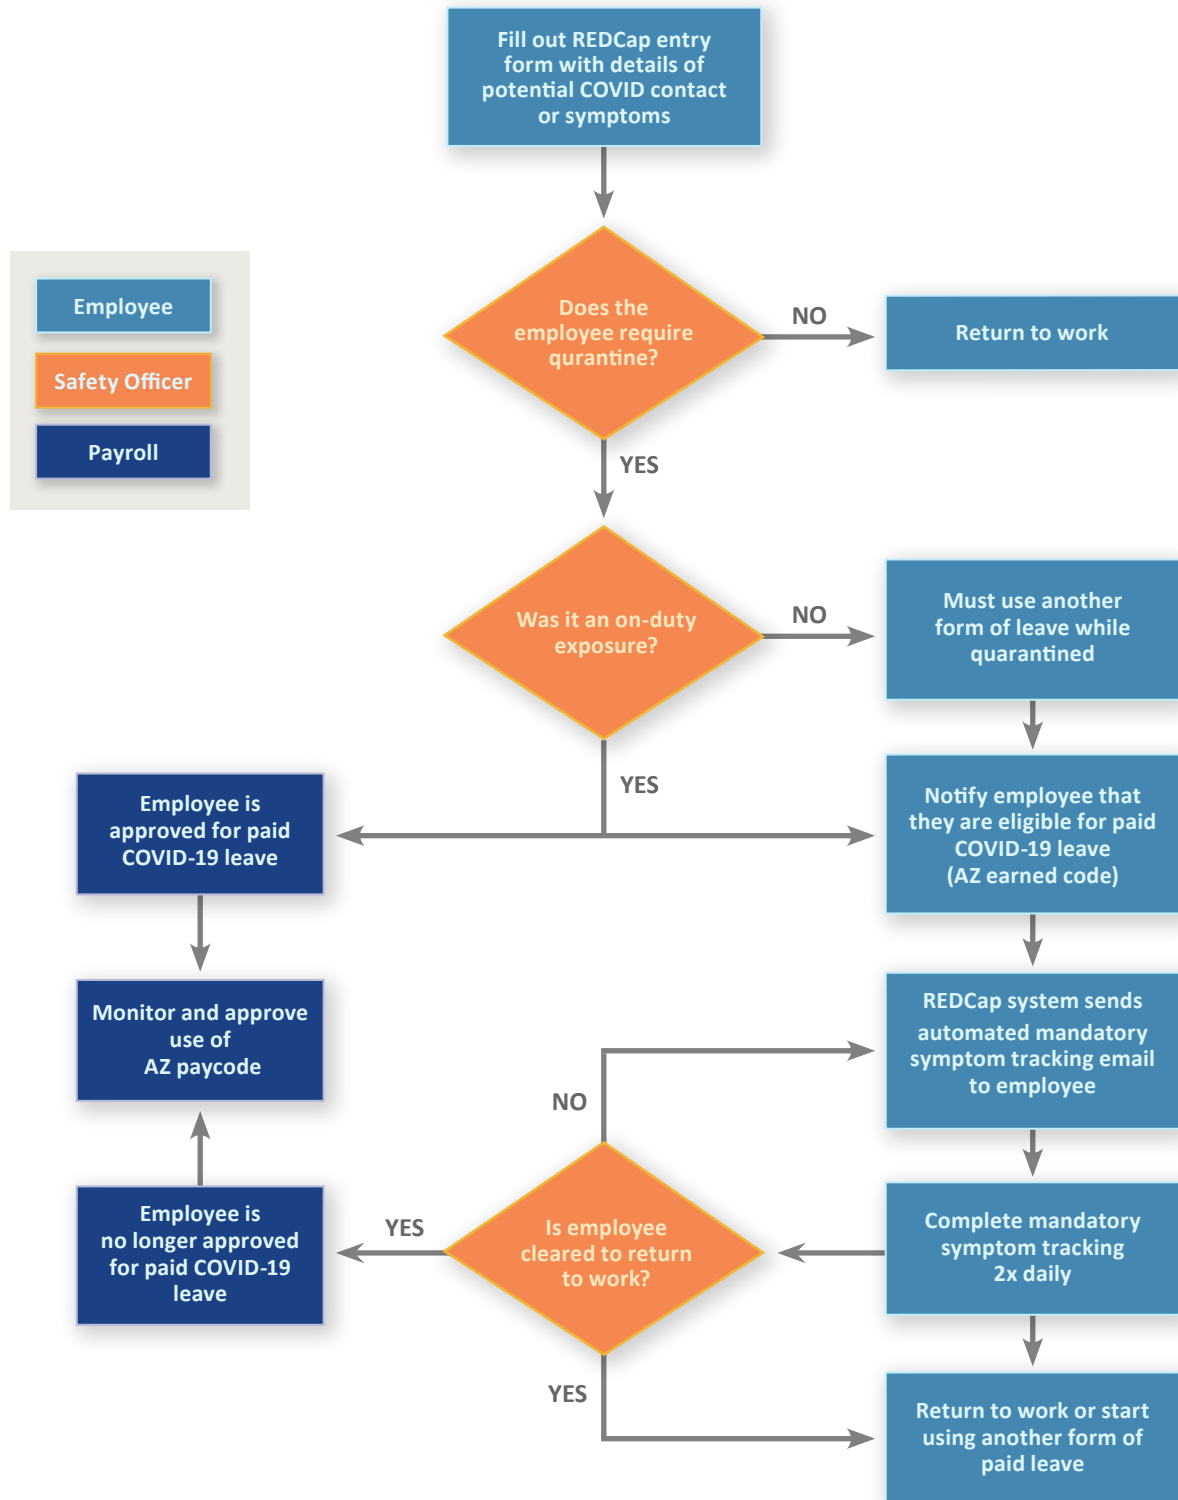 Fill out REDCap entry
form with details of
potential COVID contact
or symptoms
Employee
Safety Officer
Payroll
Does the
employee require
qurantine?
NO
Return to work
YES
Was it an on-duty
exposure?
NO
Must use another
form of leave while
quarantined
YES
Employee is
approved for paid
COVID-19 leave
Notify employee that
they are eligible for paid
COVID-19 leave
(AZ earned code)
Monitor and approve
use of
AZ paycode
REDCap system sends
automated mandatory
symptom tracking email
to employee
NO
Employee is
no longer approved
for paid COVID-19
leave
YES
Is employee
cleared to return
to work?
Complete mandatory
symptom tracking
2x daily
YES
Return to work or start
using another form of
paid leave